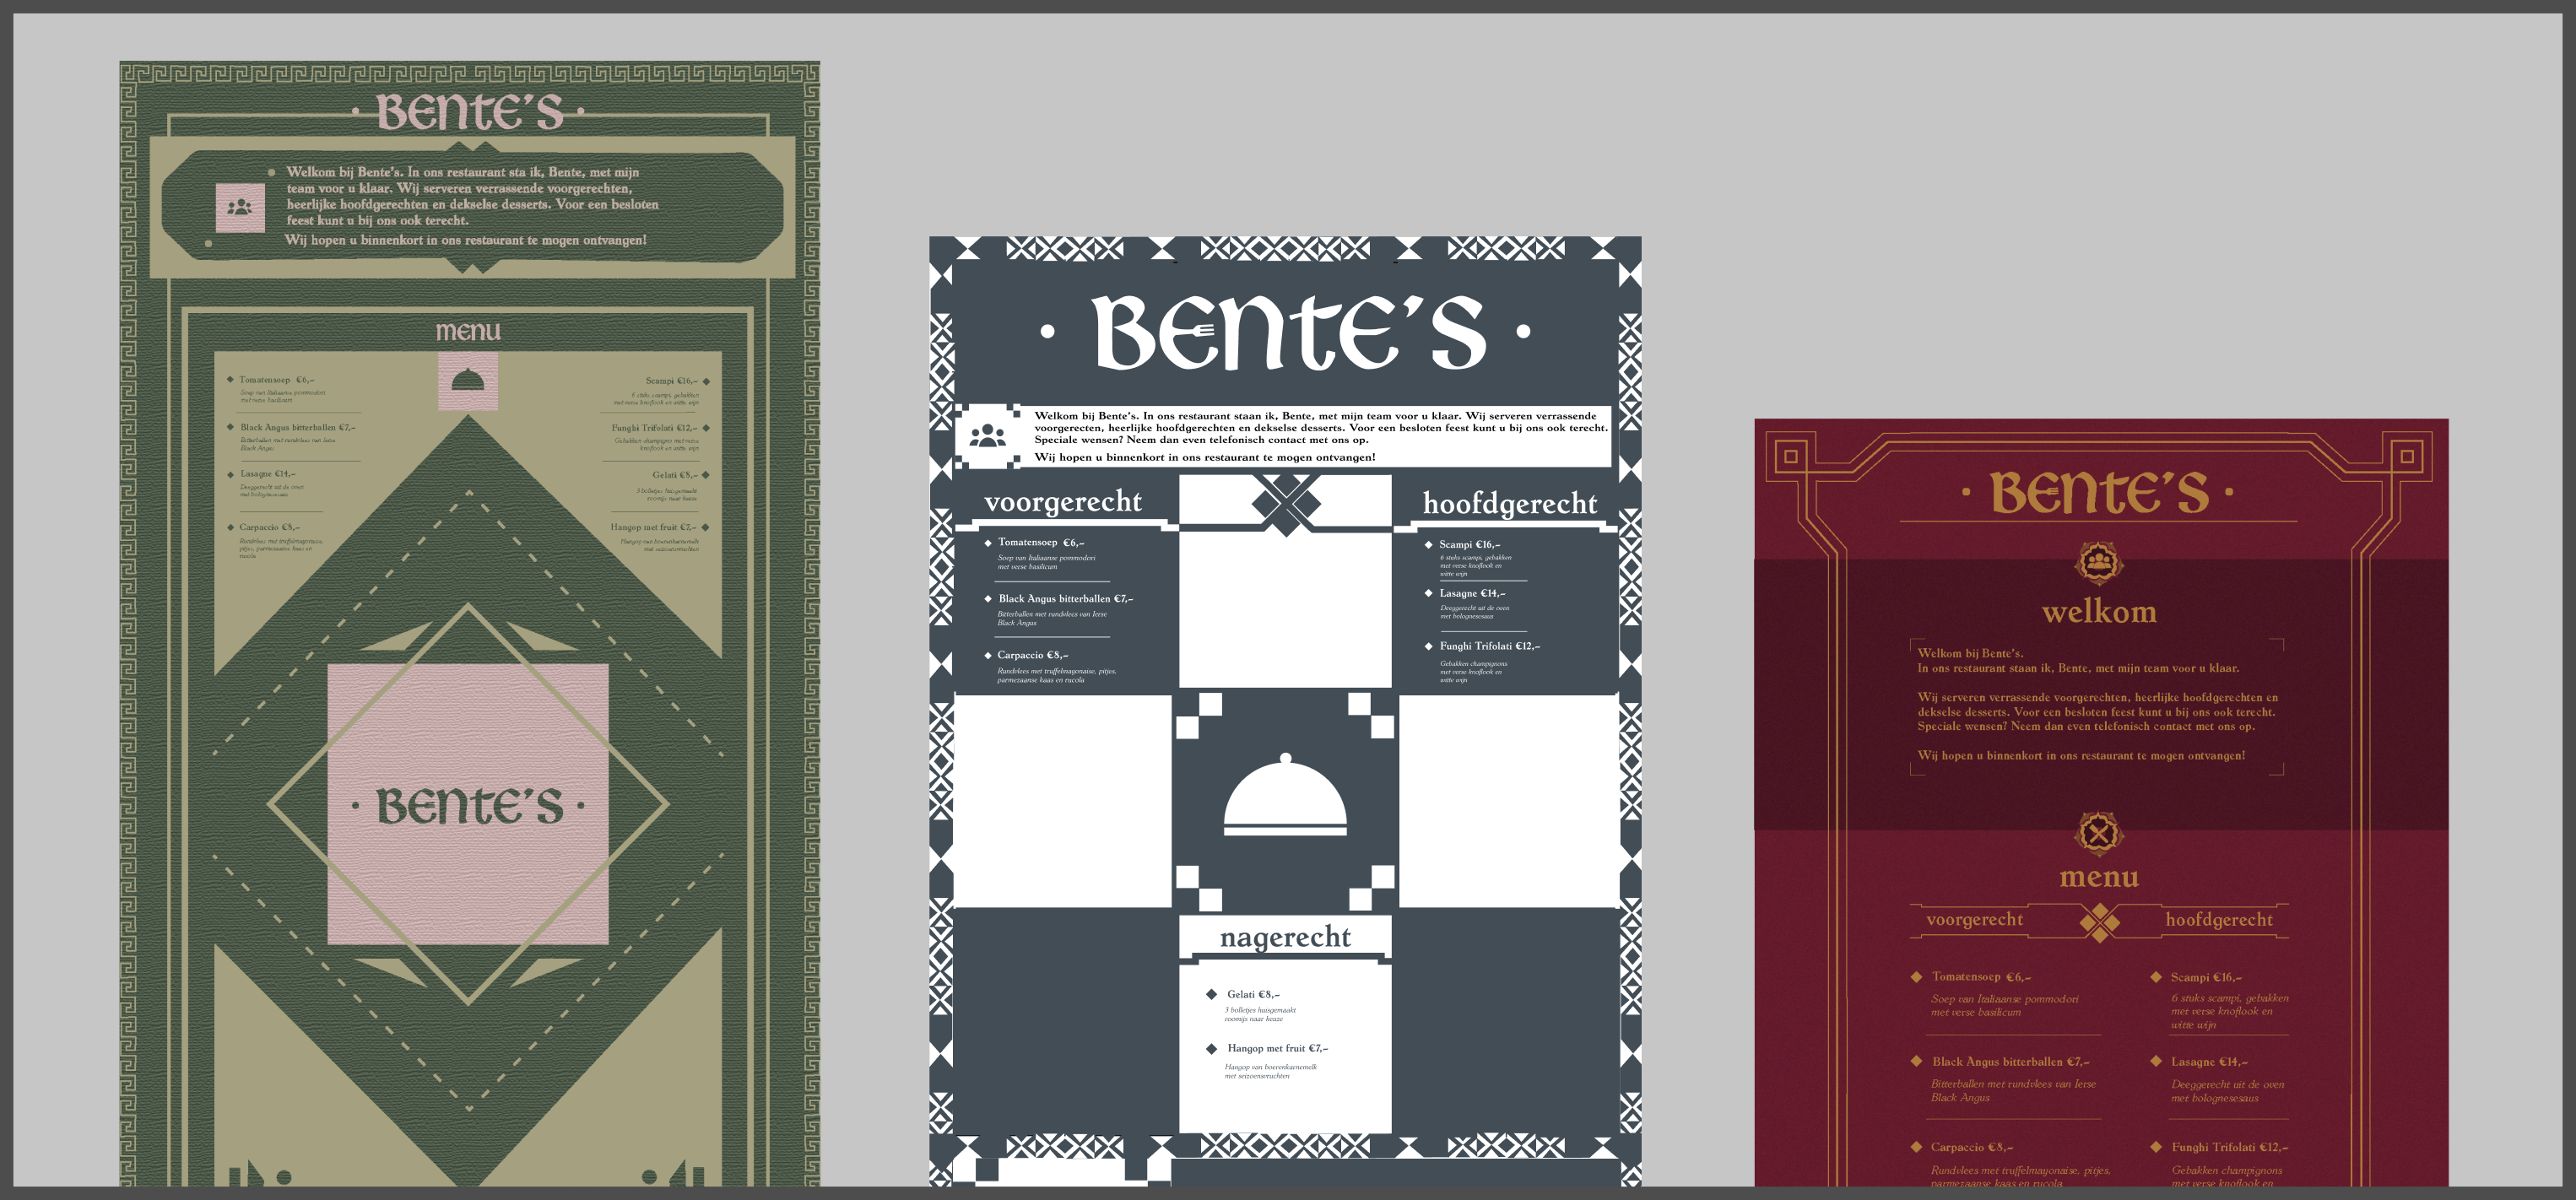 · BENTE'S ·
Welkom bij Bente's. In ons restaurant sta ik, Bente, met mijn
team voor u klaar. Wij serveren verrassende voorgerechten,
heerlijke hoofdgerechten en dekselse desserts. Voor een besloten
feest kunt u bij ons ook terecht.
Wij hopen u binnenkort in ons restaurant te mogen ontvangen!
menu
Tomatensoep €6,-
Soep van Italiaanse pommodori
met verse basilicum
Black Angus bitterballen €7,-
Bitterballen met rundvlees van Ierse
Black Angus
Lasagne €14,-
Deeggerecht uit de oven
met bolognesesaus
Carpaccio €8,-
Rundvlees met truffelmayonaise,
pitjes, parmezaanse kaas en
rucola
Scampi €16,-
6 stuks scampi, gebakken
met verse knoflook en witte wijn
Funghi Trifolati €12,-
Gebakken champignons met verse
knoflook en witte wijn
Gelati €8,-
3 bolletjes huisgemaakt
roomijs naar keuze
Hangop met fruit €7,-
Hangop van boerenkarnemelk
met seizoensvruchten
· BENTE'S ·
· BENTE'S ·
Welkom bij Bente's. In ons restaurant staan ik, Bente, met mijn team voor u klaar. Wij serveren verrassende
voorgerecten, heerlijke hoofdgerechten en dekselse desserts. Voor een besloten feest kunt u bij ons ook terecht.
Speciale wensen? Neem dan even telefonisch contact met ons op.
Wij hopen u binnenkort in ons restaurant te mogen ontvangen!
voorgerecht
Tomatensoep €6,-
Soep van Italiaanse pommodori
met verse basilicum
Black Angus bitterballen €7,-
Bitterballen met rundvlees van Ierse
Black Angus
Carpaccio €8,-
Rundvlees met truffelmayonaise, pitjes,
parmezaanse kaas en rucola
hoofdgerecht
Scampi €16,-
6 stuks scampi, gebakken
met verse knoflook en
witte wijn
Lasagne €14,-
Deeggerecht uit de oven
met bolognesesaus
Funghi Trifolati €12,-
Gebakken champignons
met verse knoflook en
witte wijn
nagerecht
Gelati €8,-
3 bolletjes huisgemaakt
roomijs naar keuze
Hangop met fruit €7,-
Hangop van boerenkarnemelk
met seizoensvruchten
· BENTE'S ·
welkom
Welkom bij Bente's.
In ons restaurant staan ik, Bente, met mijn team voor u klaar.
Wij serveren verrassende voorgerechten, heerlijke hoofdgerechten en
dekselse desserts. Voor een besloten feest kunt u bij ons ook terecht.
Speciale wensen? Neem dan even telefonisch contact met ons op.
Wij hopen u binnenkort in ons restaurant te mogen ontvangen!
menu
voorgerecht
hoofdgerecht
Tomatensoep €6,-
Soep van Italiaanse pommodori
met verse basilicum
Black Angus bitterballen €7,-
Bitterballen met rundvlees van Ierse
Black Angus
Carpaccio €8,-
Rundvlees met truffelmayonaise, pitjes,
parmezaanse kaas en rucola
Scampi €16,-
6 stuks scampi, gebakken
met verse knoflook en
witte wijn
Lasagne €14,-
Deeggerecht uit de oven
met bolognesesaus
Funghi Trifolati €12,-
Gebakken champignons
met verse knoflook en